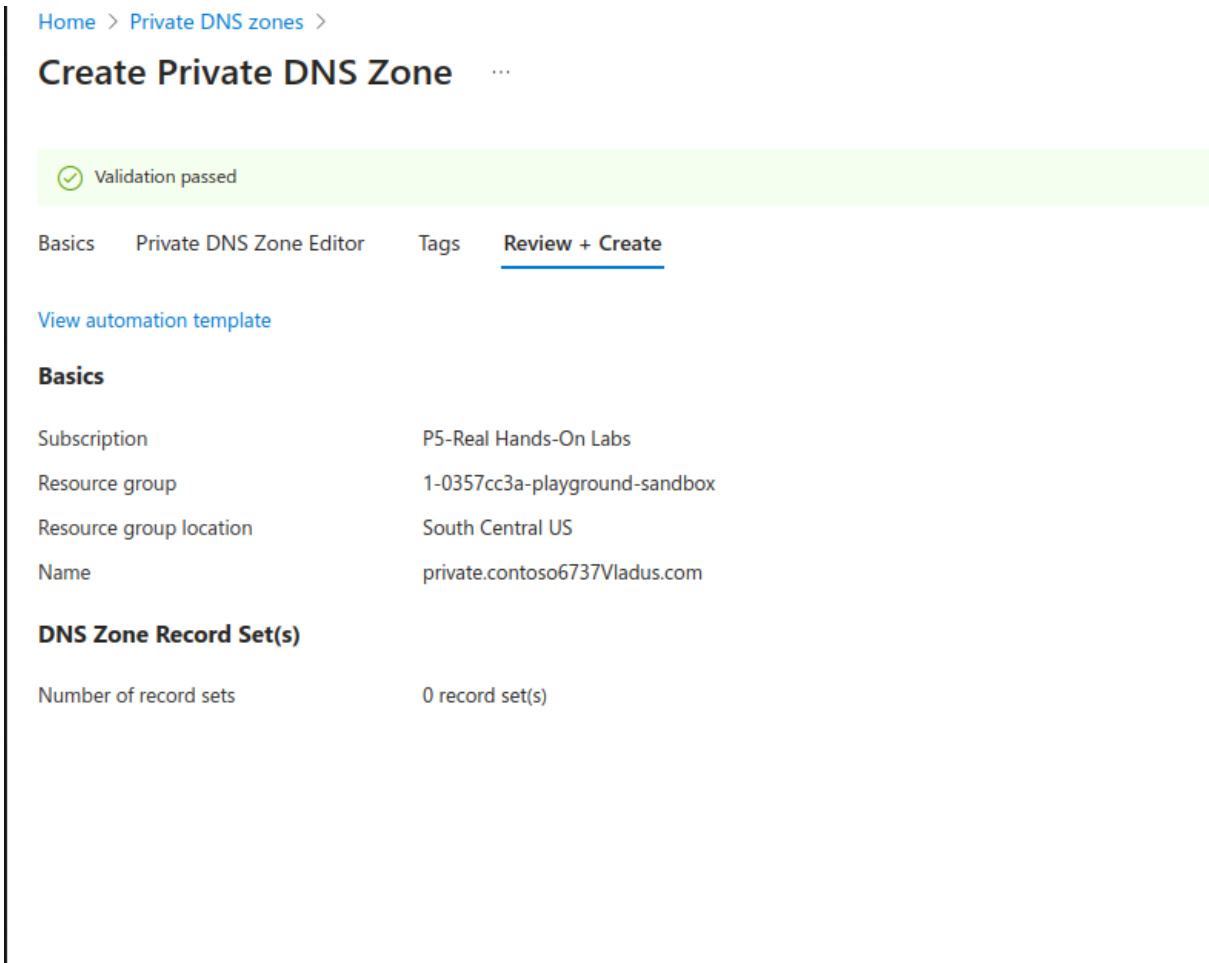 Home > Private DNS zones >
Create Private DNS Zone ...
Validation passed
Basics Private DNS Zone Editor Tags Review + Create
View automation template
Basics
Subscription P5-Real Hands-On Labs
Resource group 1-0357cc3a-playground-sandbox
Resource group location South Central US
Name private.contoso6737Vladus.com
DNS Zone Record Set(s)
Number of record sets 0 record set(s)